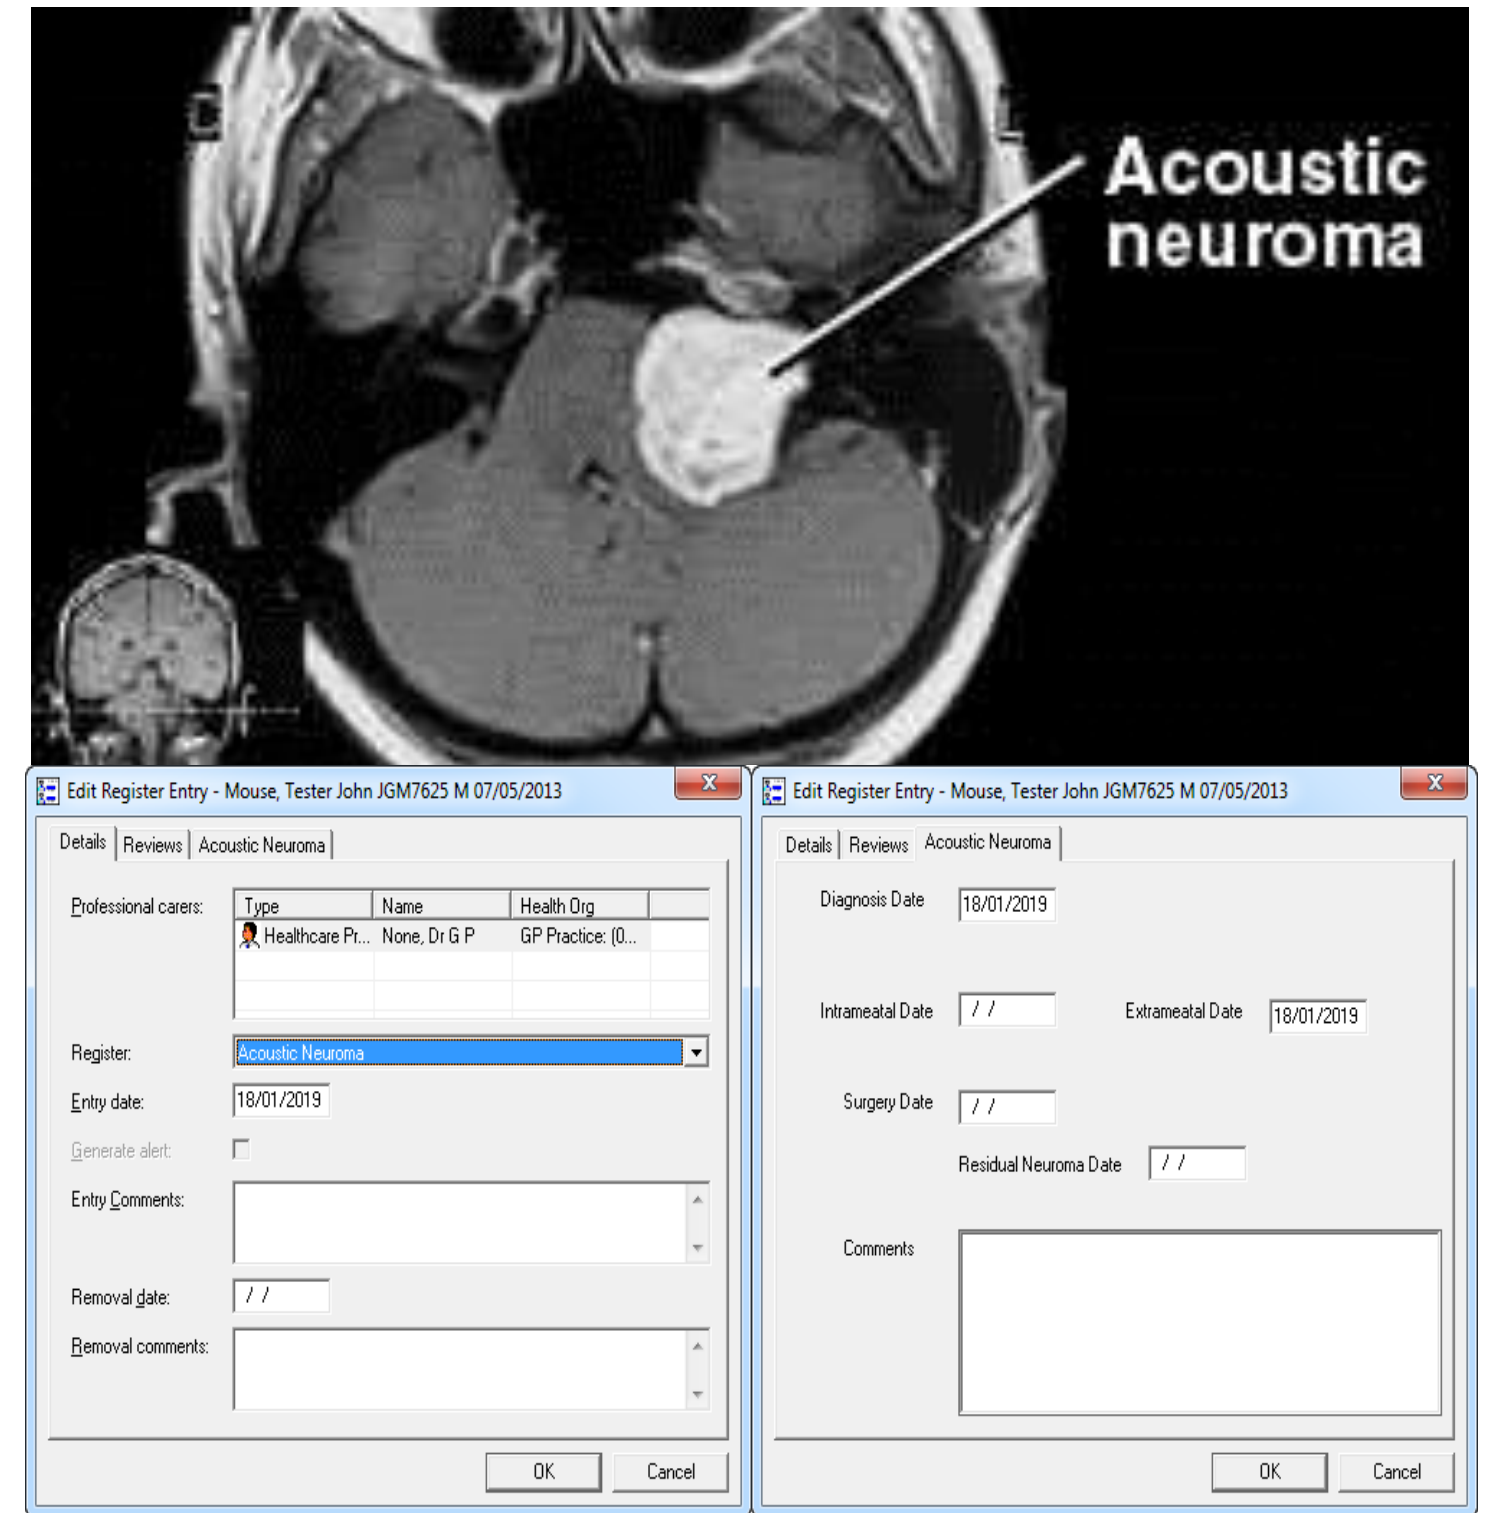 Acoustic
neuroma
Edit Register Entry - Mouse, Tester John JGM7625 M 07/05/2013
Details Reviews Acoustic Neuroma
Professional carers:
Type Name Health Org
Healthcare Pr... None, Dr G P GP Practice: (0...
Register: Acoustic Neuroma
Entry date: 18/01/2019
Generate alert:
Entry Comments:
Removal date: / /
Removal comments:
OK Cancel
Edit Register Entry - Mouse, Tester John JGM7625 M 07/05/2013
Details Reviews Acoustic Neuroma
Diagnosis Date 18/01/2019
Intrameatal Date / / Extrameatal Date 18/01/2019
Surgery Date / /
Residual Neuroma Date / /
Comments
OK Cancel